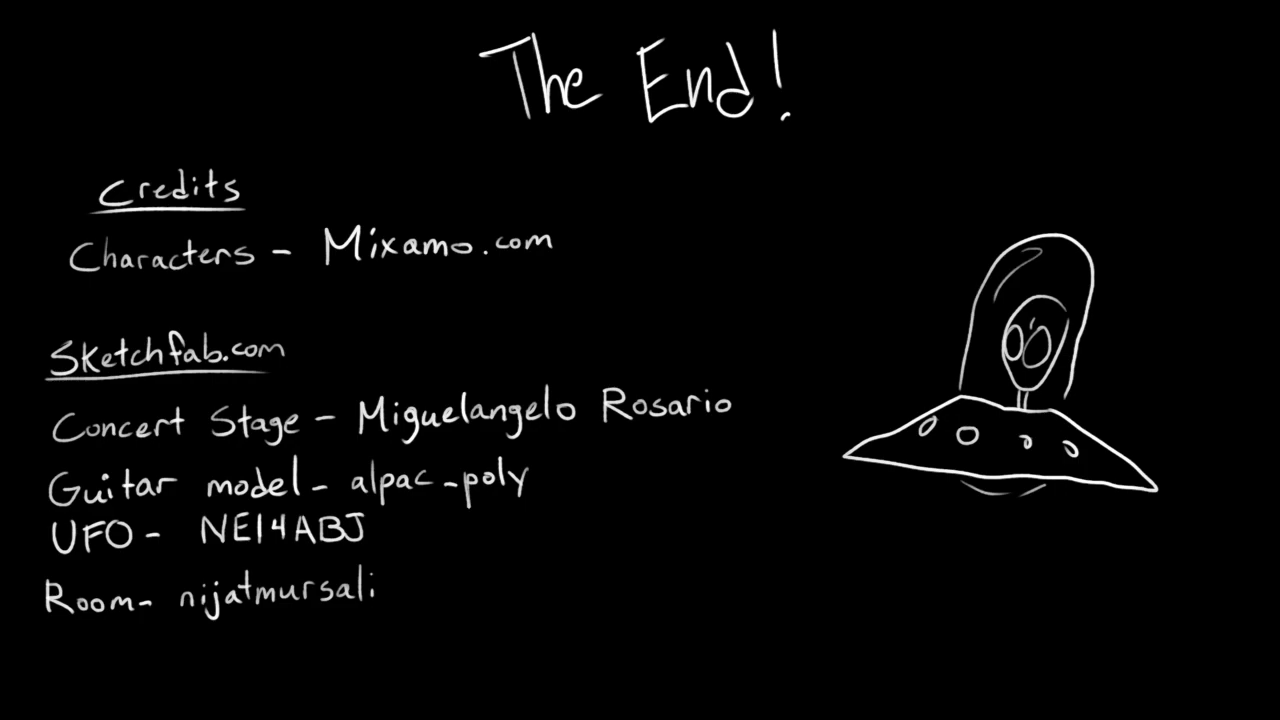 The End!
Credits
Characters - Mixamo.com
Sketchfab.com
Concert Stage - Miguelangelo Rosario
Guitar model - alpac_poly
UFO - NE14ABJ
Room - nijatmursali